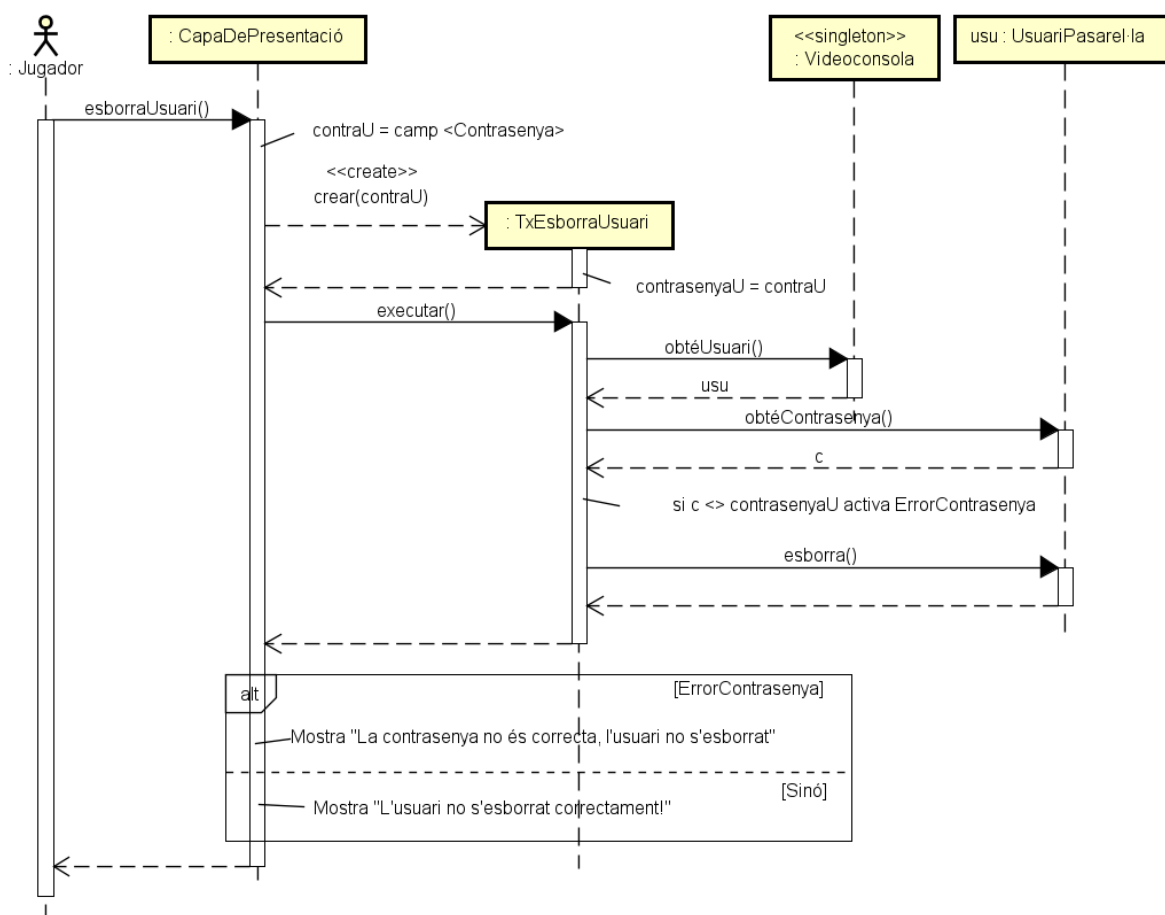 : Jugador
: CapaDePresentació
<<singleton>>
: Videoconsola
usu : UsuariPasarel·la
esborraUsuari()
contraU = camp <Contrasenya>
<<create>>
crear(contraU)
: TxEsborraUsuari
contrasenyaU = contraU
executar()
obtéUsuari()
usu
obtéContrasenya()
c
si c <> contrasenyaU activa ErrorContrasenya
esborra()
alt
[ErrorContrasenya]
Mostra "La contrasenya no és correcta, l'usuari no s'esborrat"
[Sinó]
Mostra "L'usuari no s'esborrat correctament!"